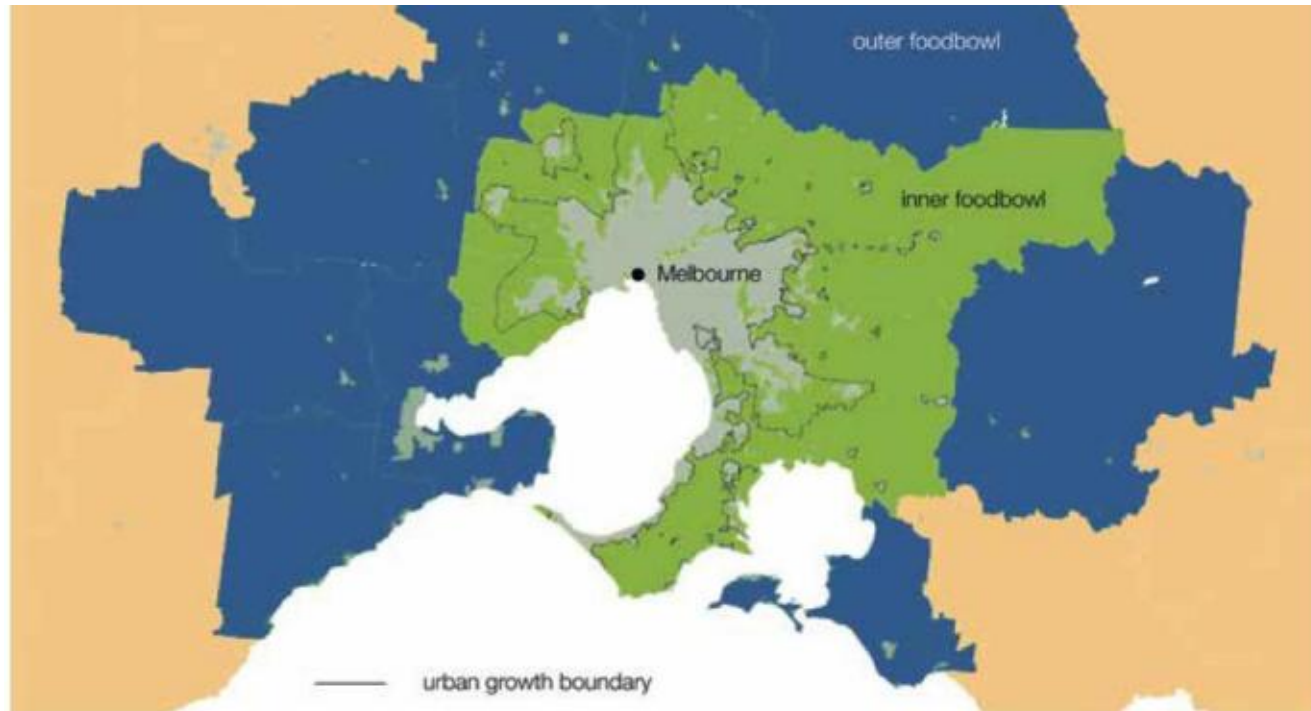 outer foodbowl
inner foodbowl
Melbourne
urban growth boundary